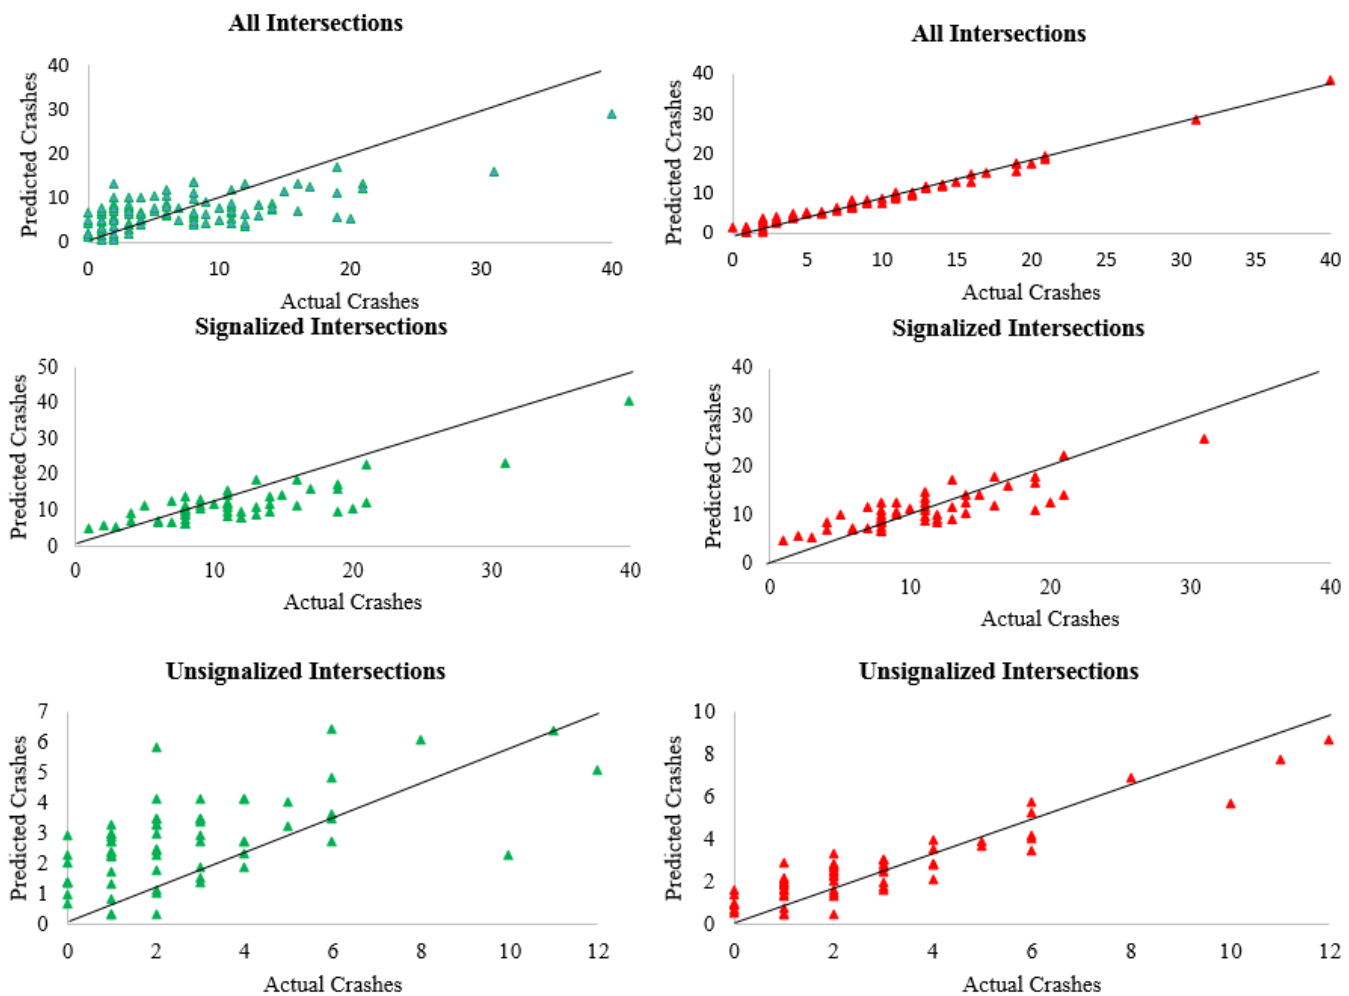 All Intersections
40
30
20
10
0
0 10 20 30 40
Predicted Crashes
Actual Crashes
All Intersections
40
30
20
10
0
0 5 10 15 20 25 30 35 40
Predicted Crashes
Actual Crashes
Signalized Intersections
50
40
30
20
10
0
0 10 20 30 40
Predicted Crashes
Actual Crashes
Signalized Intersections
40
30
20
10
0
0 10 20 30 40
Predicted Crashes
Actual Crashes
Unsignalized Intersections
7
6
5
4
3
2
1
0
0 2 4 6 8 10 12
Predicted Crashes
Actual Crashes
Unsignalized Intersections
10
8
6
4
2
0
0 2 4 6 8 10 12
Predicted Crashes
Actual Crashes